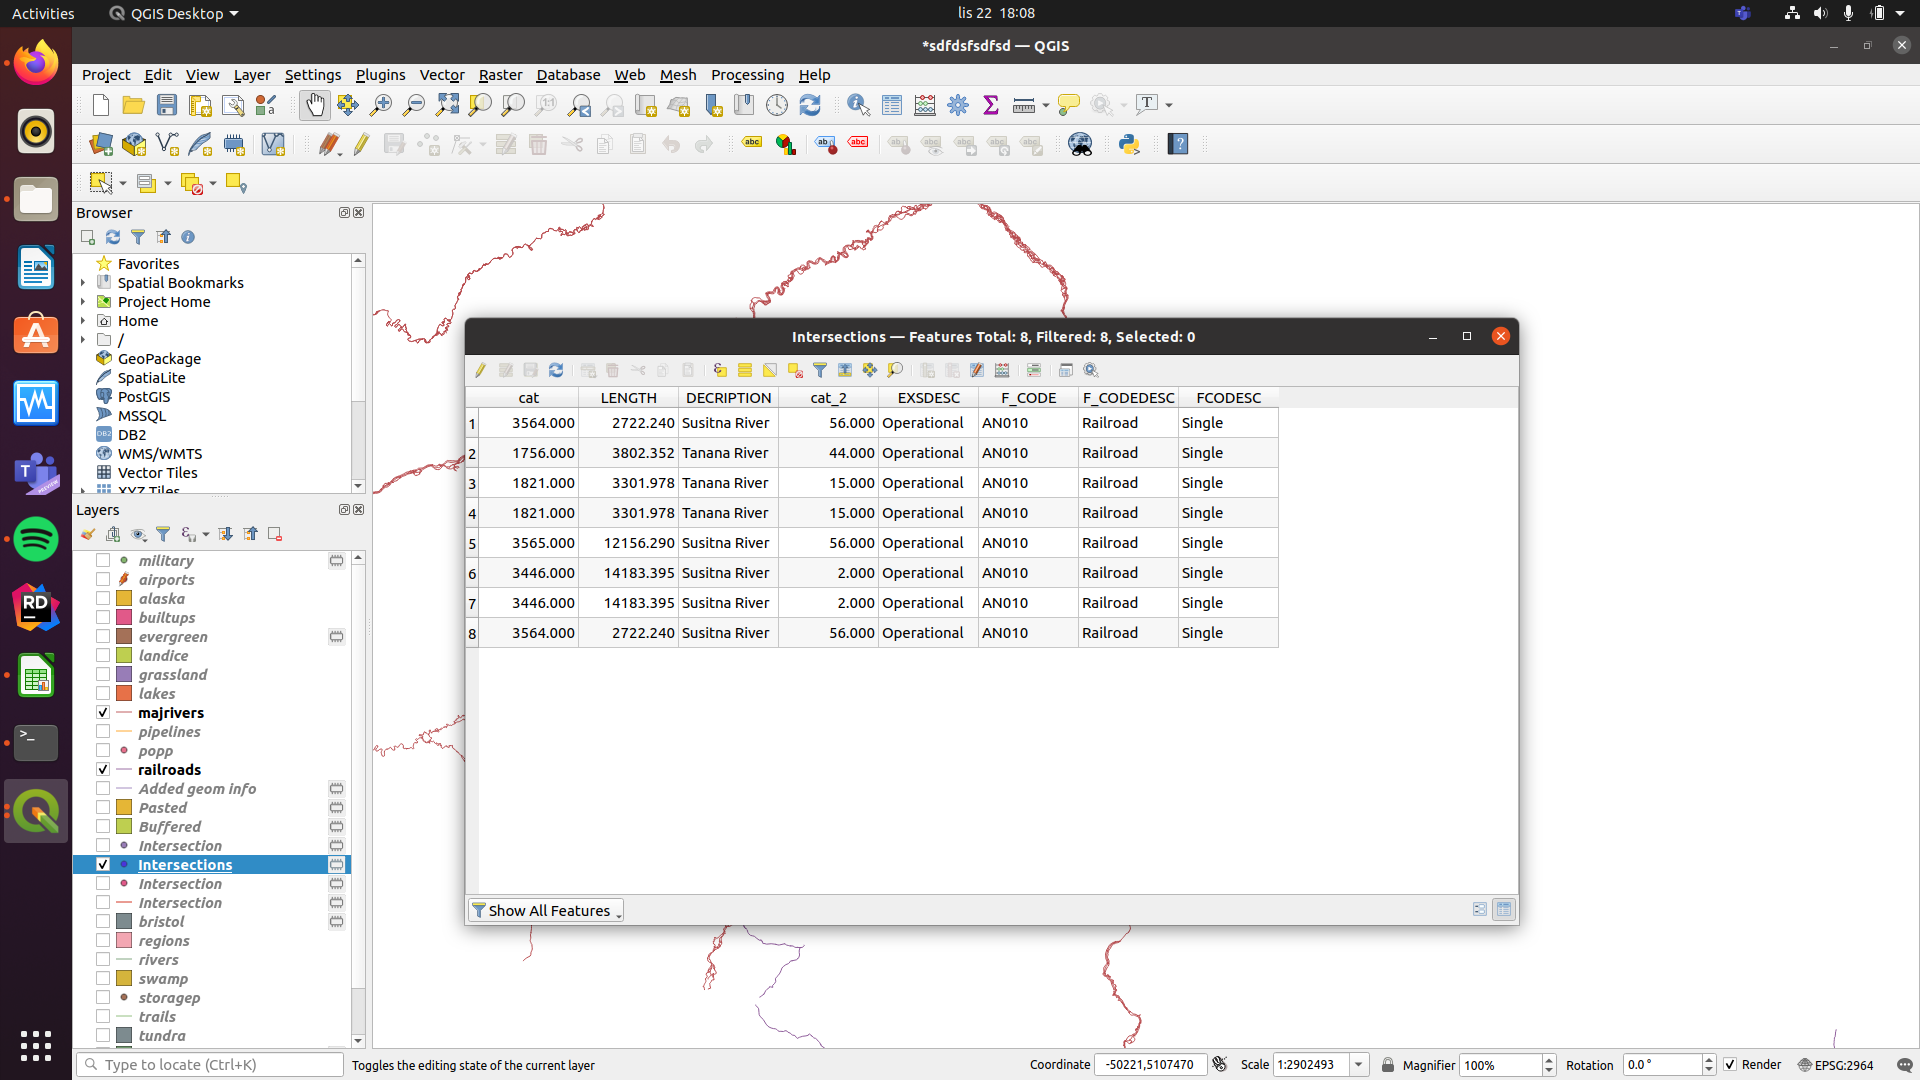 Activities
QGIS Desktop
lis 22 18:08
*sdfdsfsdfsd — QGIS
Project Edit View Layer Settings Plugins Vector Raster Database Web Mesh Processing Help
Browser
Favorites
Spatial Bookmarks
Project Home
Home
/
GeoPackage
SpatiaLite
PostGIS
MSSQL
DB2
WMS/WMTS
Vector Tiles
XYZ Tiles
Layers
military
airports
alaska
builtups
evergreen
landice
grassland
lakes
majrivers
pipelines
popp
railroads
Added geom info
Pasted
Buffered
Intersection
Intersections
Intersection
Intersection
bristol
regions
rivers
swamp
storagep
trails
tundra
Intersections — Features Total: 8, Filtered: 8, Selected: 0
cat LENGTH DECRIPTION cat_2 EXSDESC F_CODE F_CODEDESC FCODESC
1 3564.000 2722.240 Susitna River 56.000 Operational AN010 Railroad Single
2 1756.000 3802.352 Tanana River 44.000 Operational AN010 Railroad Single
3 1821.000 3301.978 Tanana River 15.000 Operational AN010 Railroad Single
4 1821.000 3301.978 Tanana River 15.000 Operational AN010 Railroad Single
5 3565.000 12156.290 Susitna River 56.000 Operational AN010 Railroad Single
6 3446.000 14183.395 Susitna River 2.000 Operational AN010 Railroad Single
7 3446.000 14183.395 Susitna River 2.000 Operational AN010 Railroad Single
8 3564.000 2722.240 Susitna River 56.000 Operational AN010 Railroad Single
Show All Features
Type to locate (Ctrl+K)
Toggles the editing state of the current layer
Coordinate -50221,5107470
Scale 1:2902493
Magnifier 100%
Rotation 0.0 °
Render
EPSG:2964